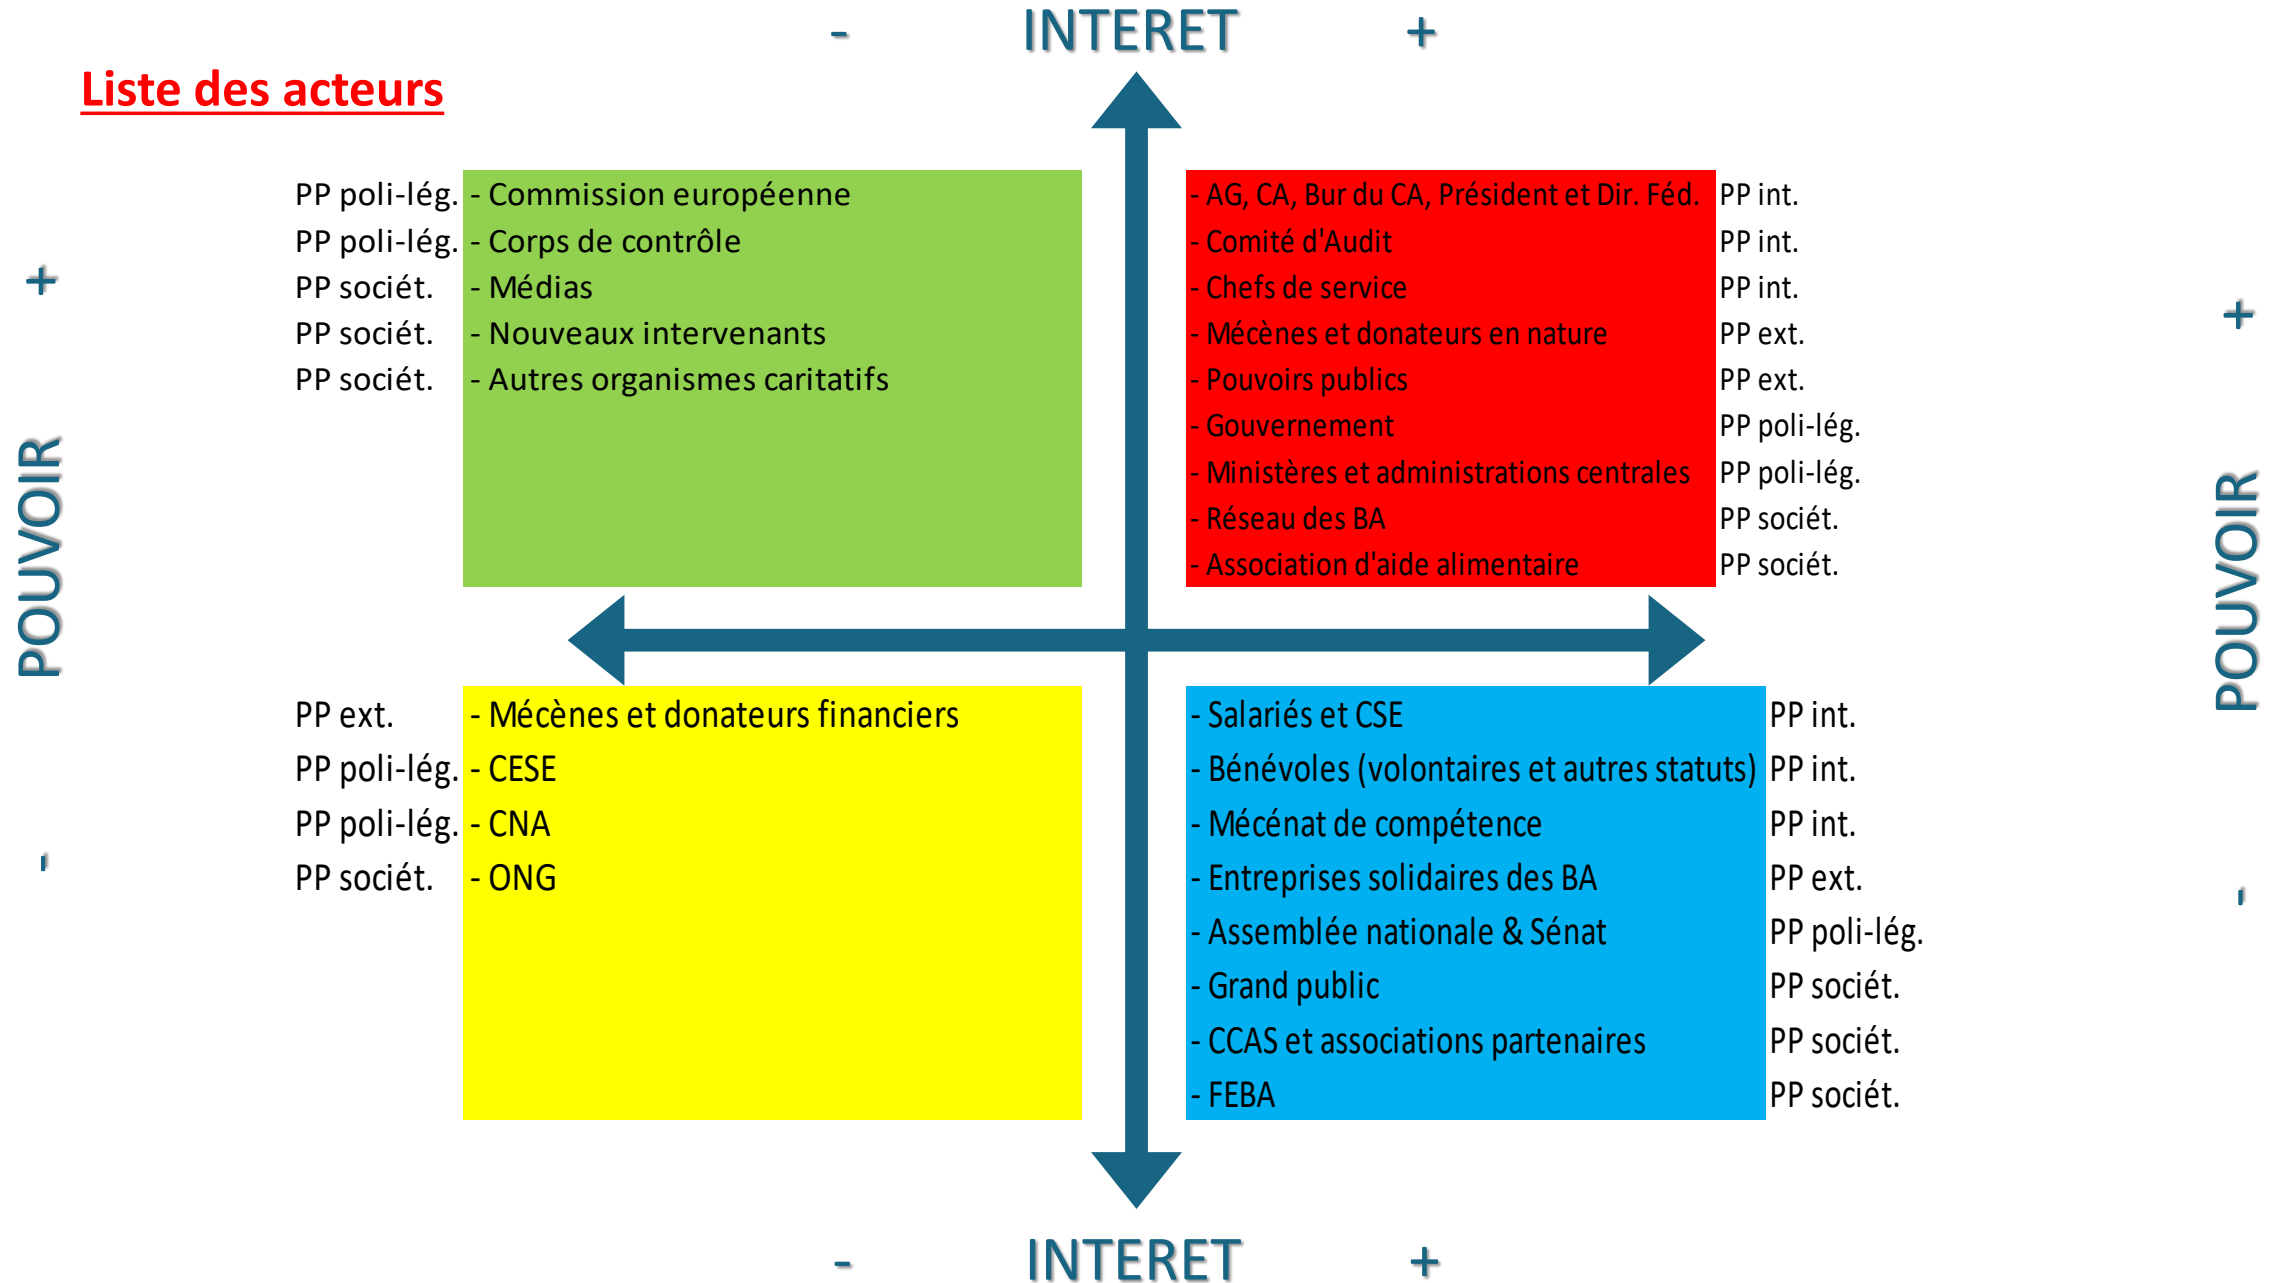 - INTERET +
Liste des acteurs
+
POUVOIR
-
PP poli-lég. - Commission européenne
PP poli-lég. - Corps de contrôle
PP sociét. - Médias
PP sociét. - Nouveaux intervenants
PP sociét. - Autres organismes caritatifs
- AG, CA, Bur du CA, Président et Dir. Féd. PP int.
- Comité d'Audit PP int.
- Chefs de service PP int.
- Mécènes et donateurs en nature PP ext.
- Pouvoirs publics PP ext.
- Gouvernement PP poli-lég.
- Ministères et administrations centrales PP poli-lég.
- Réseau des BA PP sociét.
- Association d'aide alimentaire PP sociét.
PP ext. - Mécènes et donateurs financiers
PP poli-lég. - CESE
PP poli-lég. - CNA
PP sociét. - ONG
- Salariés et CSE PP int.
- Bénévoles (volontaires et autres statuts) PP int.
- Mécénat de compétence PP int.
- Entreprises solidaires des BA PP ext.
- Assemblée nationale & Sénat PP poli-lég.
- Grand public PP sociét.
- CCAS et associations partenaires PP sociét.
- FEBA PP sociét.
+
POUVOIR
-
- INTERET +